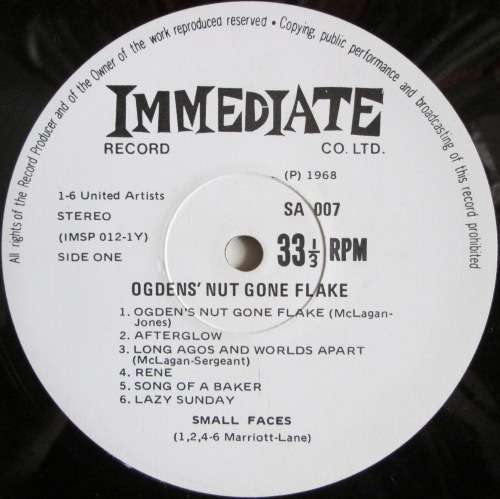 All rights of the Record Producer and of the Owner of the work reproduced reserved • Copying, public performance and broadcasting of this record prohibited
IMMEDIATE
RECORD CO. LTD.
(P) 1968
1-6 United Artists
STEREO SA 007
(IMSP 012-1Y)
SIDE ONE 33 1/3 RPM
OGDENS' NUT GONE FLAKE
1. OGDEN'S NUT GONE FLAKE (McLagan-
Jones)
2. AFTERGLOW
3. LONG AGOS AND WORLDS APART
(McLagan-Sergeant)
4. RENE
5. SONG OF A BAKER
6. LAZY SUNDAY
SMALL FACES
(1,2,4-6 Marriott-Lane)